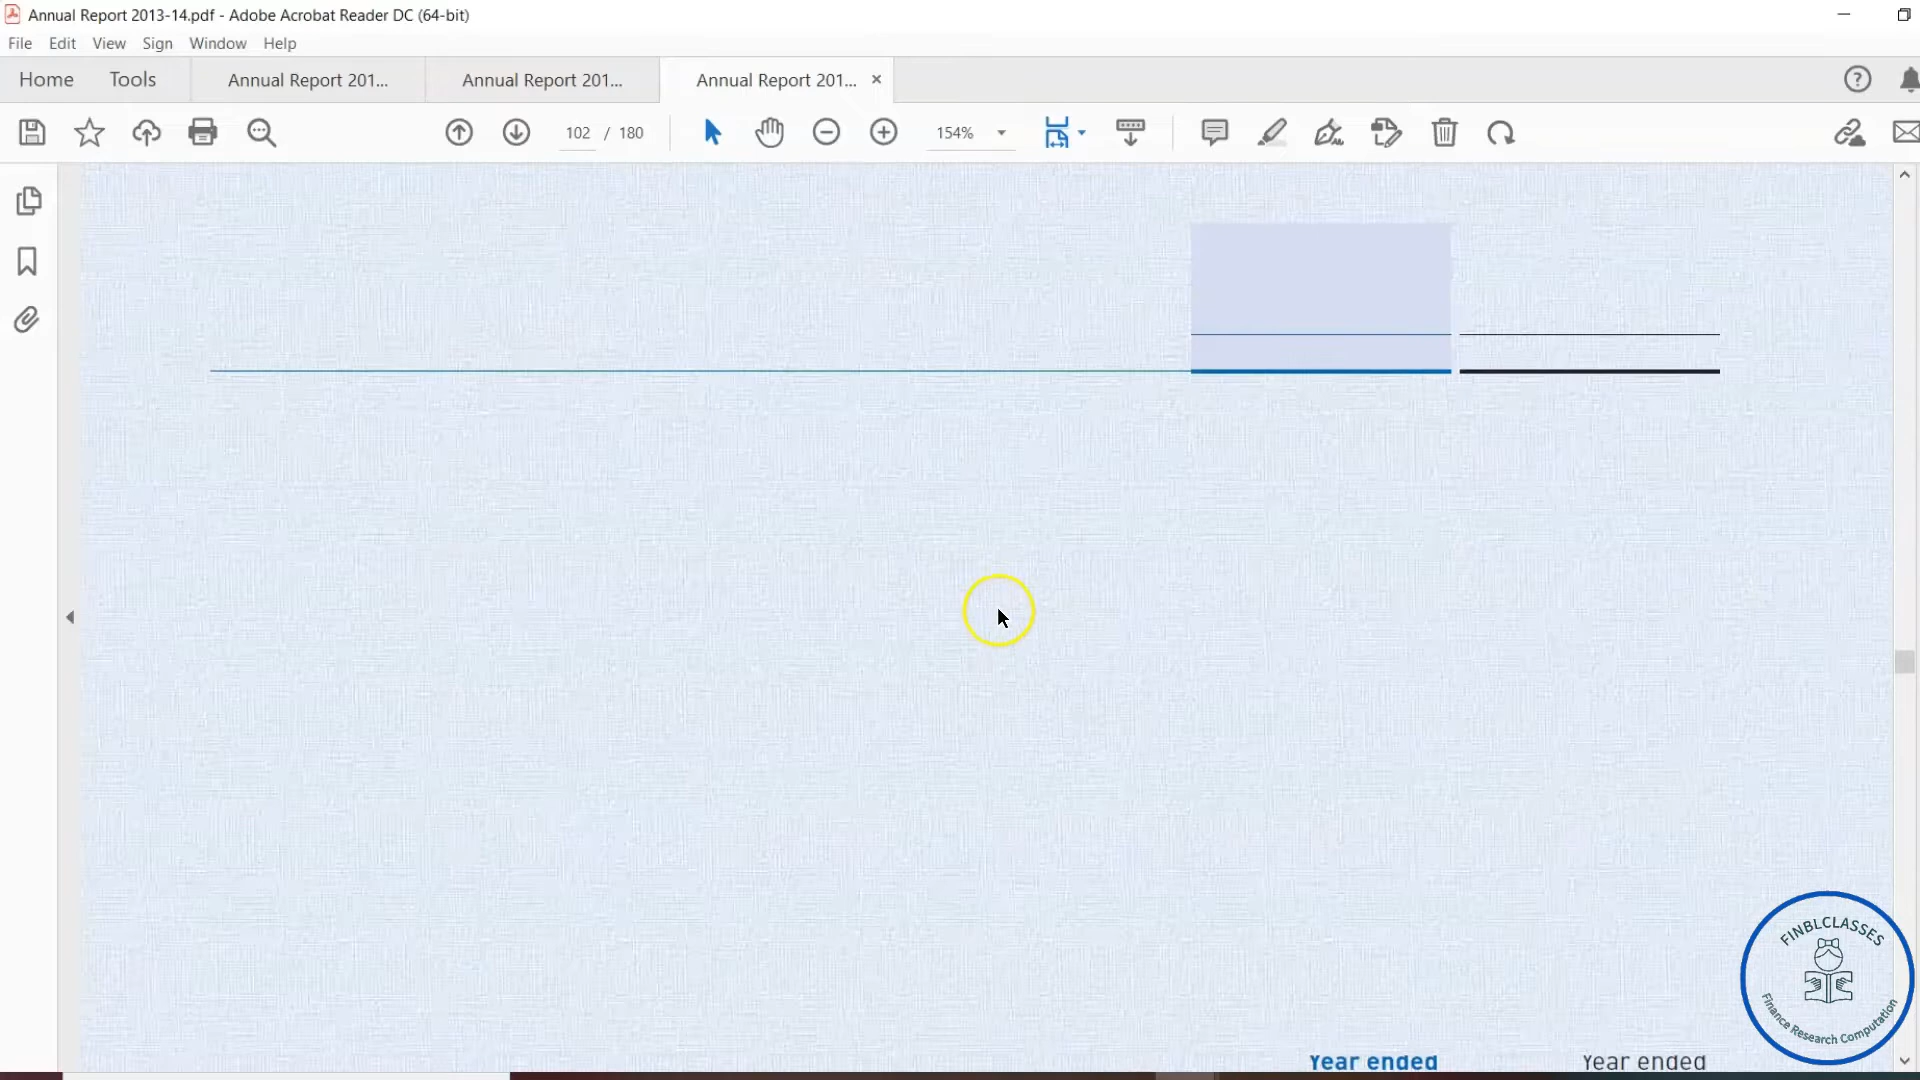 Annual Report 2013-14.pdf - Adobe Acrobat Reader DC (64-bit)
File Edit View Sign Window Help
Home Tools Annual Report 201... Annual Report 201... Annual Report 201... ×
102 / 180 154%
FINBLCLASSES
Finance Research Computation
Year ended Year ended